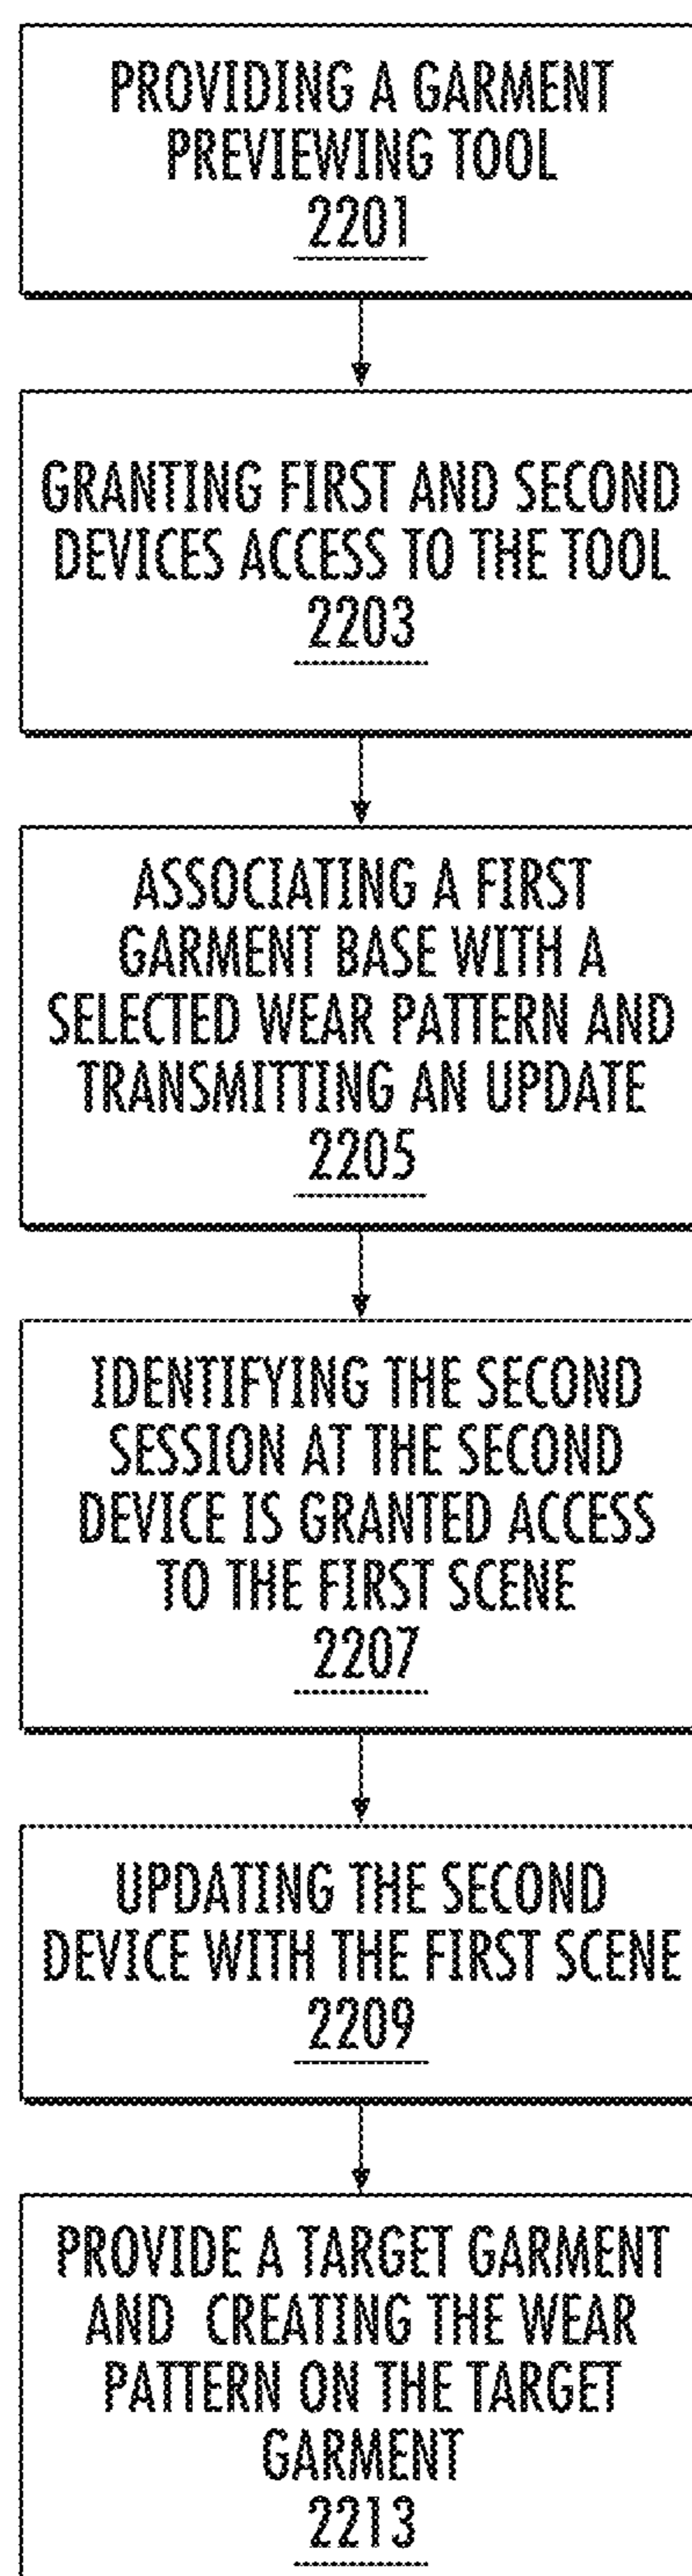 PROVIDING A GARMENT
PREVIEWING TOOL
2201
GRANTING FIRST AND SECOND
DEVICES ACCESS TO THE TOOL
2203
ASSOCIATING A FIRST
GARMENT BASE WITH A
SELECTED WEAR PATTERN AND
TRANSMITTING AN UPDATE
2205
IDENTIFYING THE SECOND
SESSION AT THE SECOND
DEVICE IS GRANTED ACCESS
TO THE FIRST SCENE
2207
UPDATING THE SECOND
DEVICE WITH THE FIRST SCENE
2209
PROVIDE A TARGET GARMENT
AND CREATING THE WEAR
PATTERN ON THE TARGET
GARMENT
2213